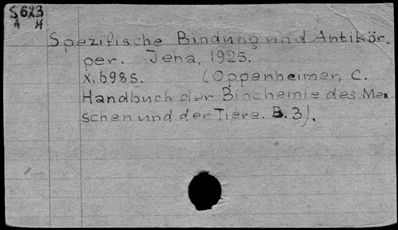 S623
A H
Spezifische Bindung und Antikör.
per. Jena, 1925.
X, 698 s. (Oppenheimer, C.
Handbuch der Biochemie des Men
schen und der Tiere. B. 3).